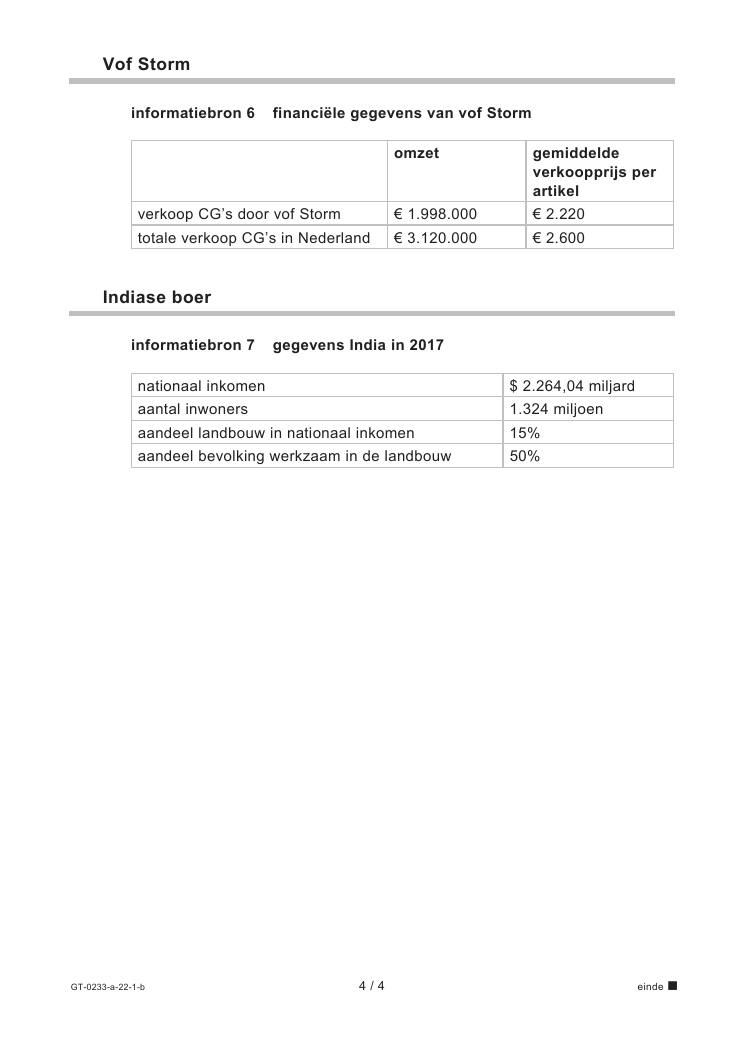 Vof Storm
informatiebron 6 financiële gegevens van vof Storm
omzet
gemiddelde
verkoopprijs per
artikel
verkoop CG's door vof Storm € 1.998.000 € 2.220
totale verkoop CG's in Nederland € 3.120.000 € 2.600
Indiase boer
informatiebron 7 gegevens India in 2017
nationaal inkomen $ 2.264,04 miljard
aantal inwoners 1.324 miljoen
aandeel landbouw in nationaal inkomen 15%
aandeel bevolking werkzaam in de landbouw 50%
GT-0233-a-22-1-b 4 / 4 einde